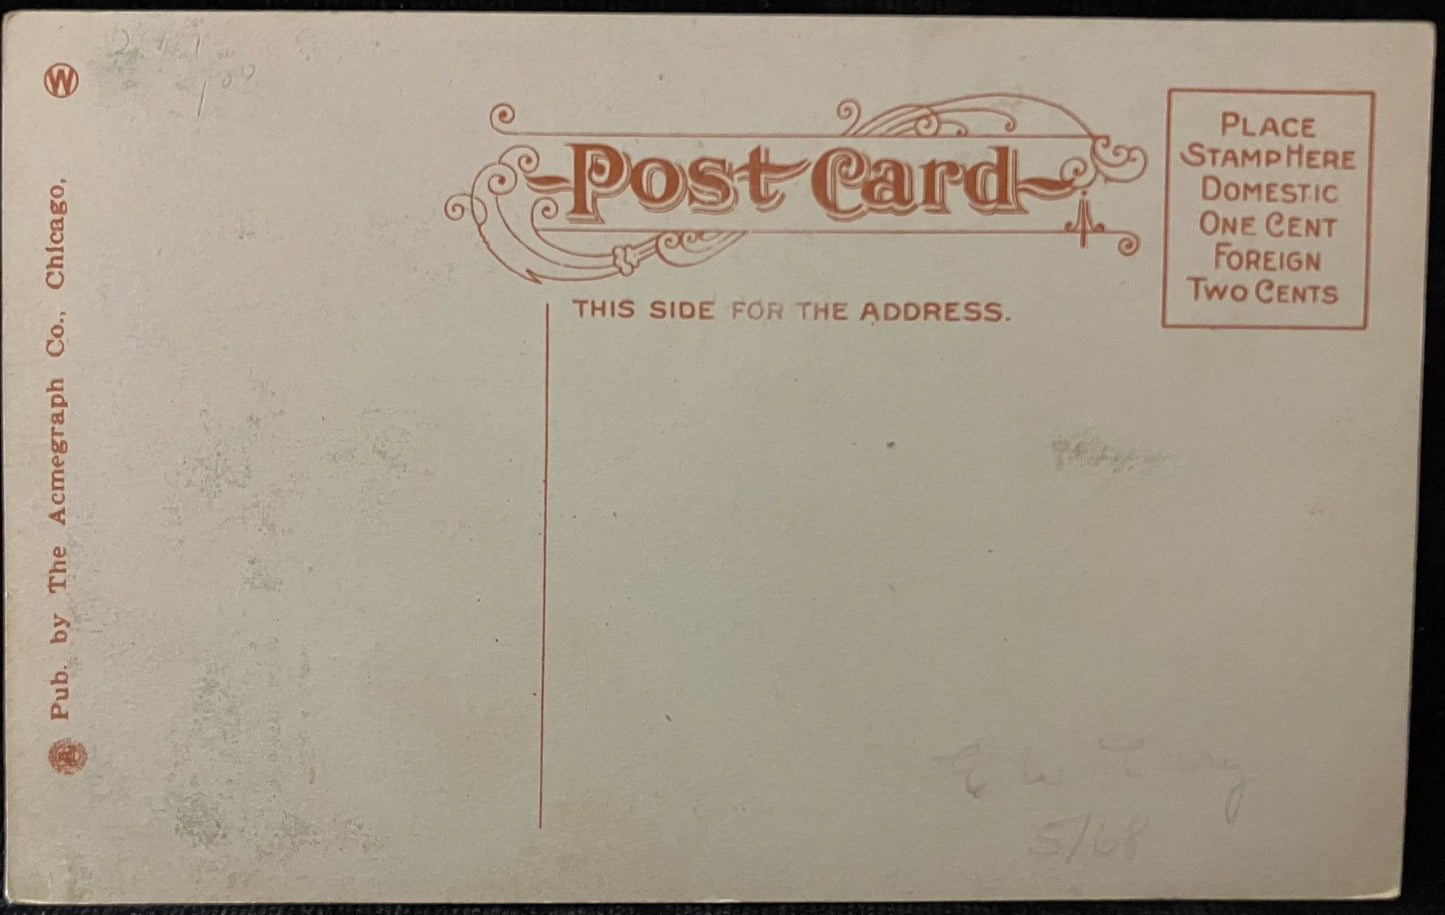 W
Pub. by The Acmegraph Co., Chicago,
Post Card
THIS SIDE FOR THE ADDRESS.
PLACE
STAMP HERE
DOMESTIC
ONE CENT
FOREIGN
TWO CENTS
E W
5/68